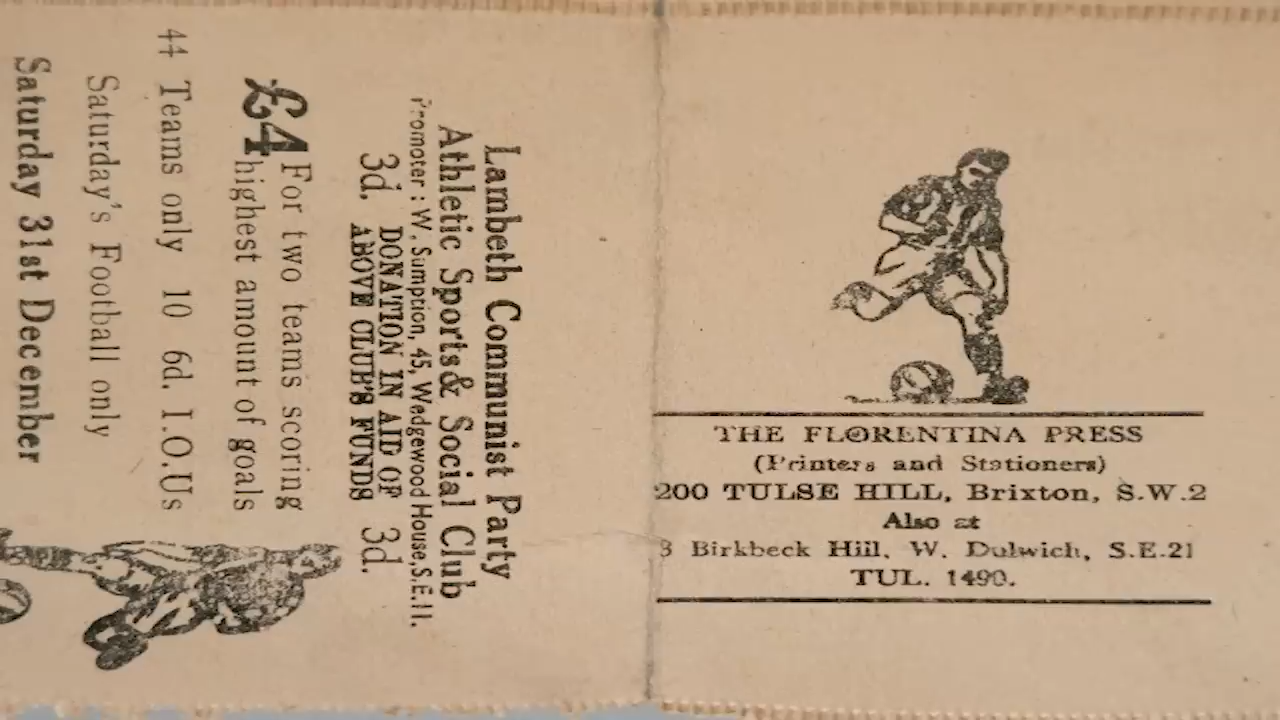 Lambeth Communist Party
Athletic Sports & Social Club
Promoter : W. Sumption, 45, Wedgewood House, S.E.11.
3d. DONATION IN AID OF 3d.
ABOVE CLUB'S FUNDS
£4 For two teams scoring
highest amount of goals
44 Teams only 10 6d. I.O.Us
Saturday's Football only
Saturday 31st December
THE FLORENTINA PRESS
(Printers and Stationers)
200 TULSE HILL, Brixton, S.W.2
Also at
3 Birkbeck Hill, W. Dulwich, S.E.21
TUL. 1490.